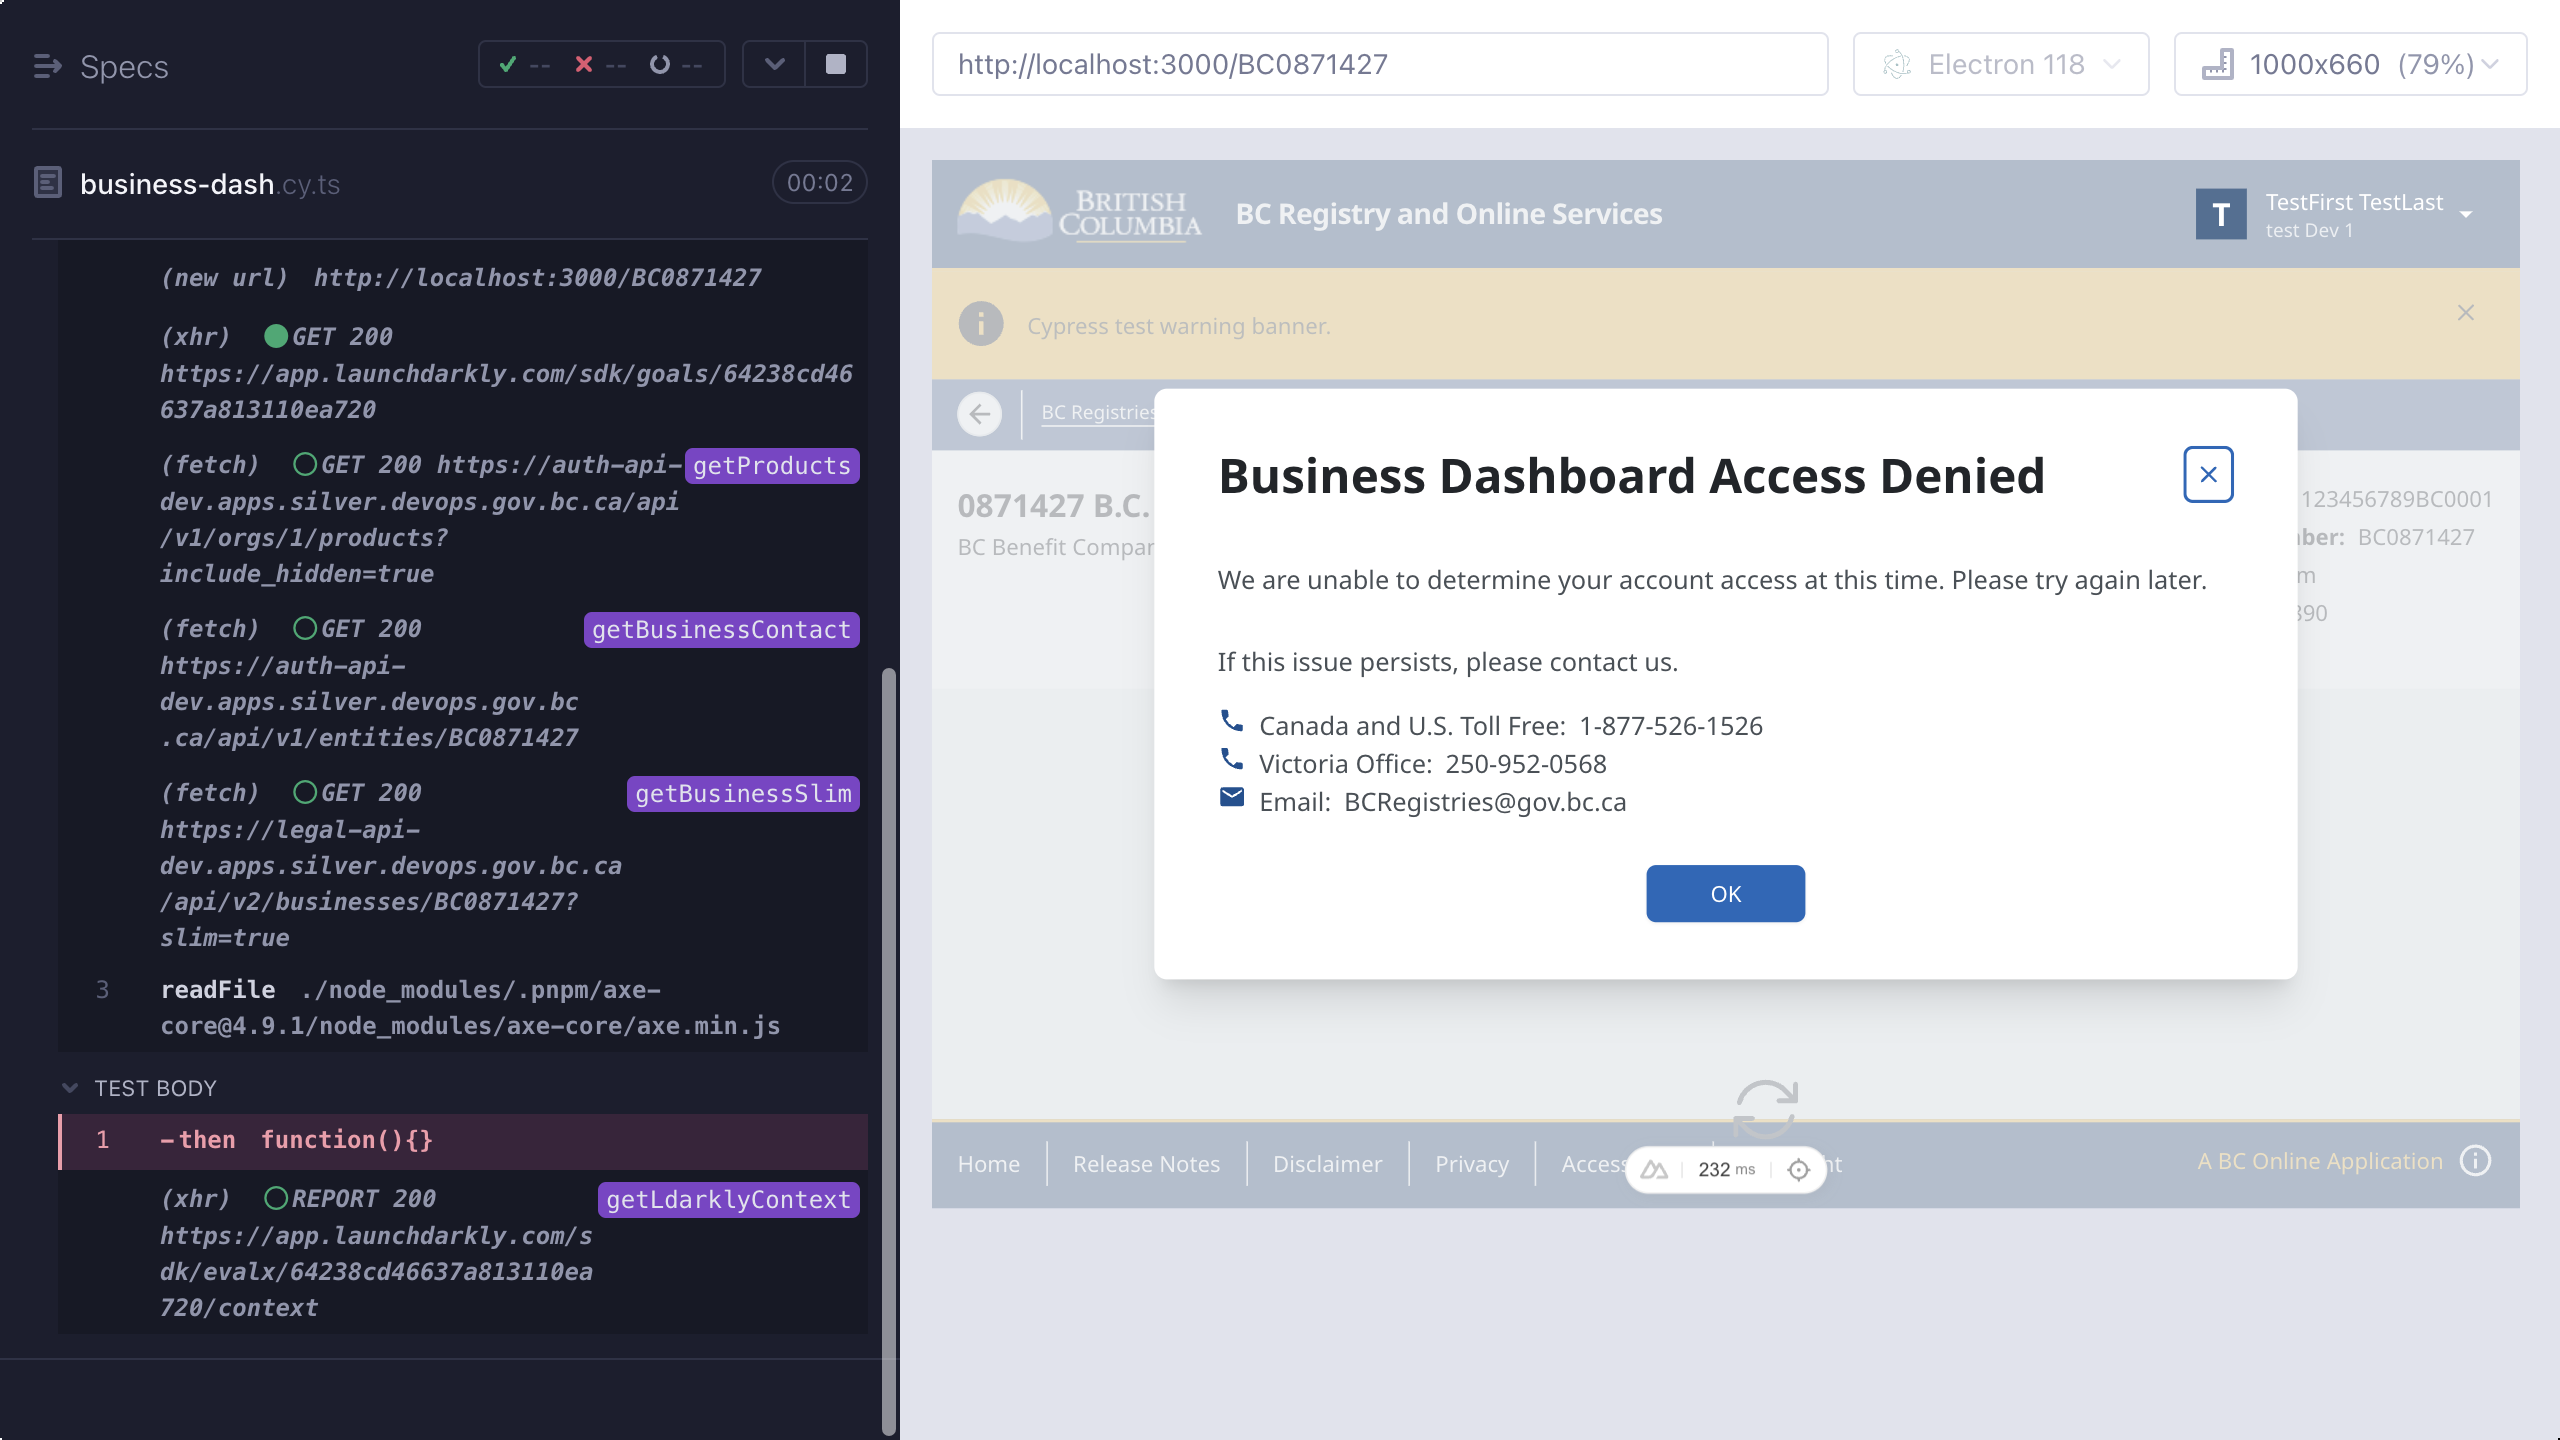 Specs
--
--
--
business-dash.cy.ts
00:02
(new url) http://localhost:3000/BC0871427
(xhr) GET 200
https://app.launchdarkly.com/sdk/goals/64238cd46
637a813110ea720
(fetch) GET 200 https://auth-api- getProducts
dev.apps.silver.devops.gov.bc.ca/api
/v1/orgs/1/products?
include_hidden=true
(fetch) GET 200 getBusinessContact
https://auth-api-
dev.apps.silver.devops.gov.bc
.ca/api/v1/entities/BC0871427
(fetch) GET 200 getBusinessSlim
https://legal-api-
dev.apps.silver.devops.gov.bc.ca
/api/v2/businesses/BC0871427?
slim=true
3 readFile ./node_modules/.pnpm/axe-
core@4.9.1/node_modules/axe-core/axe.min.js
TEST BODY
1 -then function(){}
(xhr) REPORT 200 getLdarklyContext
https://app.launchdarkly.com/s
dk/evalx/64238cd46637a813110ea
720/context
http://localhost:3000/BC0871427
Electron 118
1000x660 (79%)
BRITISH
COLUMBIA
BC Registry and Online Services
T
TestFirst TestLast
test Dev 1
Cypress test warning banner.
BC Registries
0871427 B.C.
BC Benefit Compar
123456789BC0001
ber: BC0871427
m
390
Business Dashboard Access Denied
We are unable to determine your account access at this time. Please try again later.
If this issue persists, please contact us.
Canada and U.S. Toll Free: 1-877-526-1526
Victoria Office: 250-952-0568
Email: BCRegistries@gov.bc.ca
OK
Home
Release Notes
Disclaimer
Privacy
Access
ht
232 ms
A BC Online Application